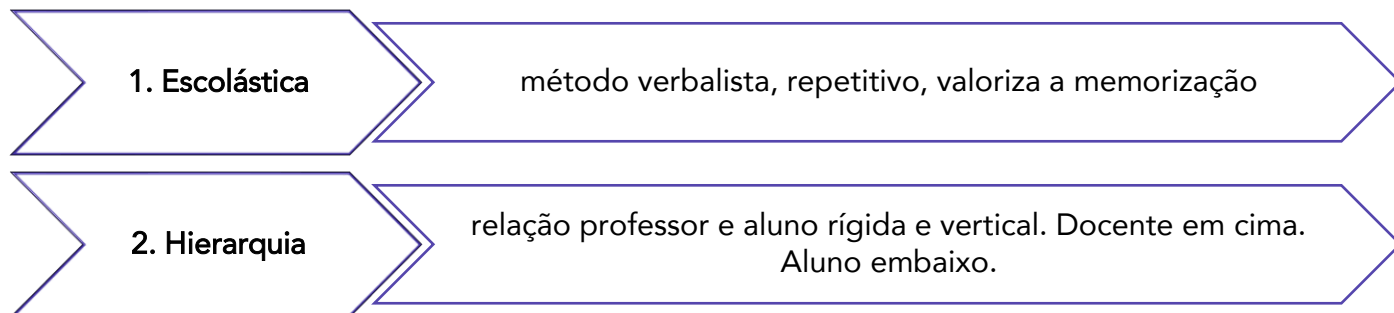 1. Escolástica
método verbalista, repetitivo, valoriza a memorização
2. Hierarquia
relação professor e aluno rígida e vertical. Docente em cima.
Aluno embaixo.